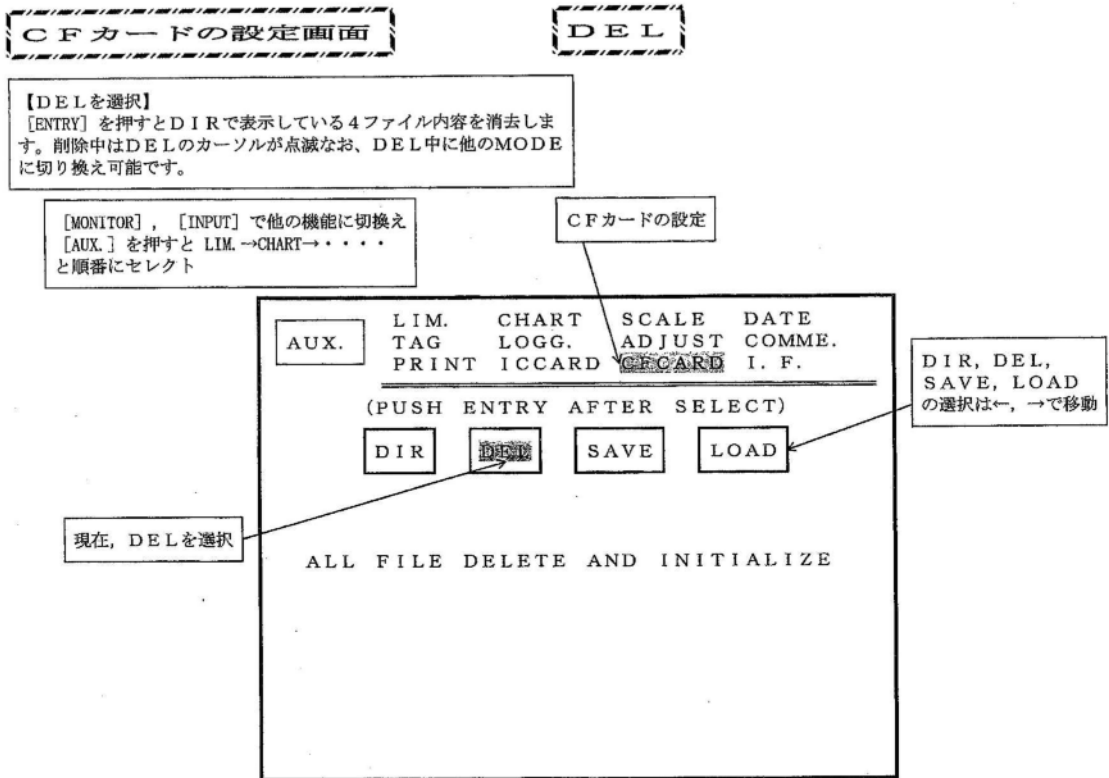 CFカードの設定画面
DEL
【DELを選択】
[ENTRY]を押すとDIRで表示している4ファイル内容を消去しま
す。削除中はDELのカーソルが点滅なお、DEL中に他のMODE
に切り換え可能です。
[MONITOR], [INPUT]で他の機能に切換え
[AUX.]を押すと LIM.→CHART→・・・・
と順番にセレクト
CFカードの設定
AUX.
LIM. CHART SCALE DATE
TAG LOGG. ADJUST COMME.
PRINT ICCARD CFCARD I. F.
(PUSH ENTRY AFTER SELECT)
DIR DEL SAVE LOAD
DIR, DEL,
SAVE, LOAD
の選択は←, →で移動
現在, DELを選択
ALL FILE DELETE AND INITIALIZE